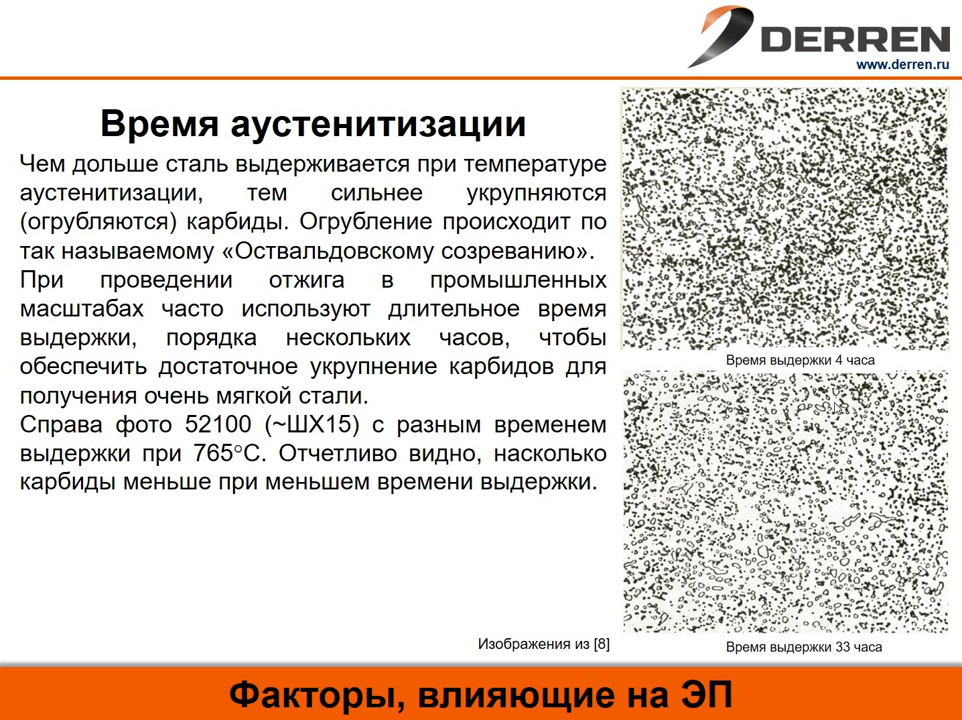 DERREN
www.derren.ru
Время аустенитизации
Чем дольше сталь выдерживается при температуре
аустенитизации, тем сильнее укрупняются
(огрубляются) карбиды. Огрубление происходит по
так называемому «Оствальдовскому созреванию».
При проведении отжига в промышленных
масштабах часто используют длительное время
выдержки, порядка нескольких часов, чтобы
обеспечить достаточное укрупнение карбидов для
получения очень мягкой стали.
Справа фото 52100 (~ШХ15) с разным временем
выдержки при 765°С. Отчетливо видно, насколько
карбиды меньше при меньшем времени выдержки.
Время выдержки 4 часа
Изображения из [8]
Время выдержки 33 часа
Факторы, влияющие на ЭП